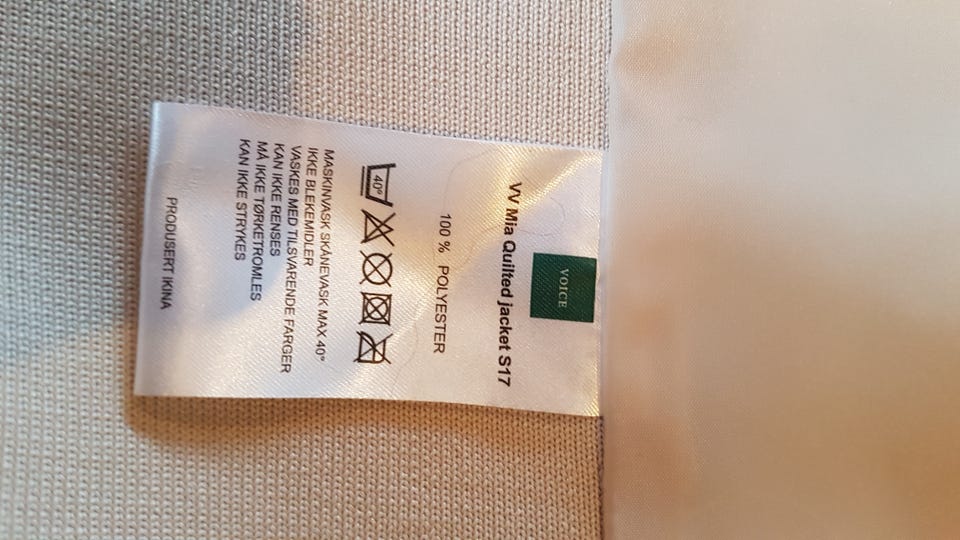 VOICE
VV Mia Quilted jacket S17
100 % POLYESTER
40°
MASKINVASK SKÅNEVASK MAX 40°
IKKE BLEKEMIDLER
VASKES MED TILSVARENDE FARGER
KAN IKKE RENSES
MÅ IKKE TØRKETROMLES
KAN IKKE STRYKES
PRODUSERT IKINA